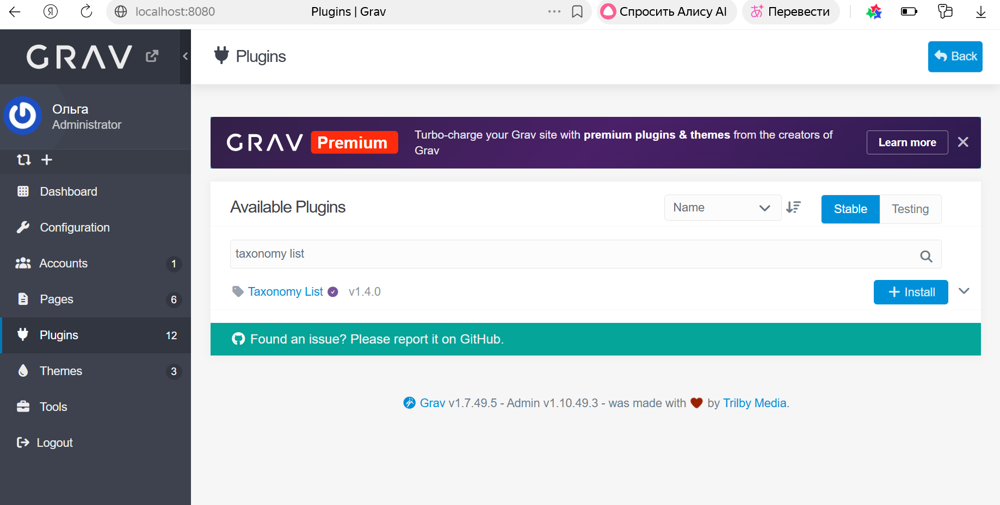 localhost:8080 Plugins | Grav Спросить Алису AI Перевести
GRAV
Plugins
Back
Ольга
Administrator
GRAV Premium
Turbo-charge your Grav site with premium plugins & themes from the creators of
Grav
Learn more
Dashboard
Configuration
Accounts 1
Pages 6
Plugins 12
Themes 3
Tools
Logout
Available Plugins
Name
Stable
Testing
taxonomy list
Taxonomy List v1.4.0
Install
Found an issue? Please report it on GitHub.
Grav v1.7.49.5 - Admin v1.10.49.3 - was made with by Trilby Media.